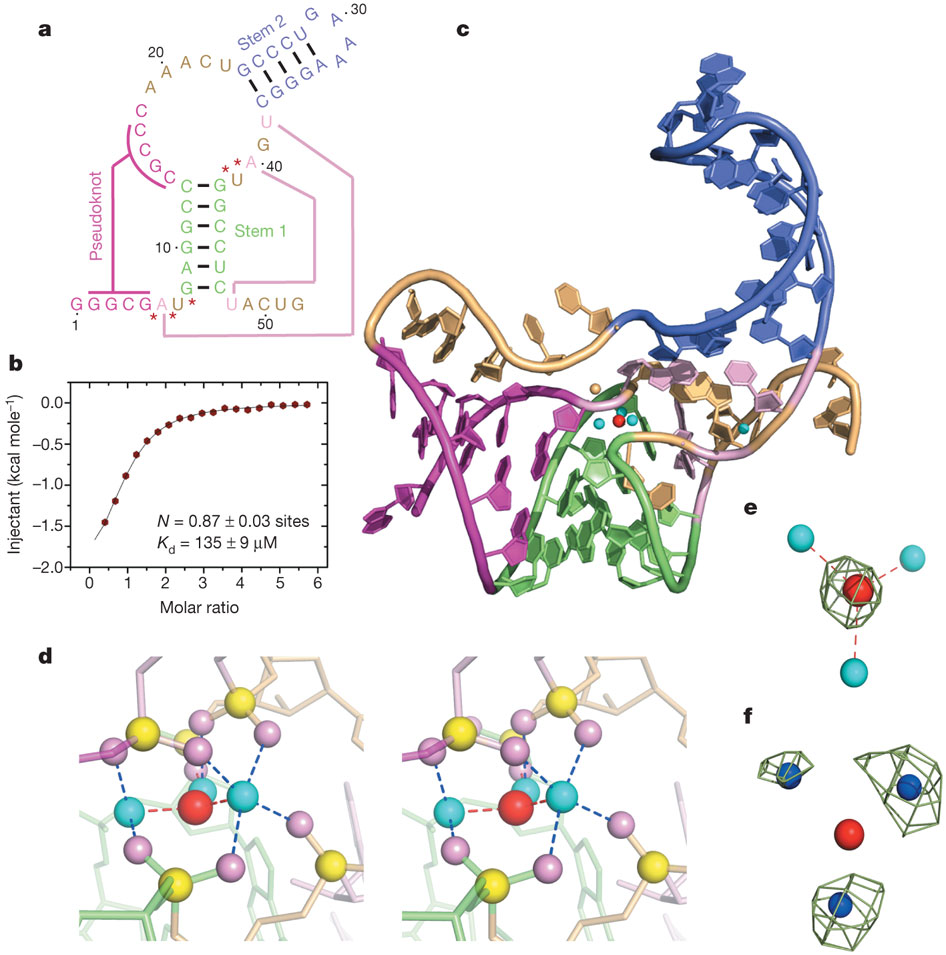 a
Stem 2
G C C C U G A
30
A
A
C G G G A
20
A A A C U
C
C
C
G
U
G
A
40
U
C G
C G
G C
G C
A U
G C
10
Stem 1
Pseudoknot
* *
G G G C G A U *
* *
U A C U G
1
50
b
0.0
−0.5
−1.0
−1.5
−2.0
Injectant (kcal mole−1)
N = 0.87 ± 0.03 sites
Kd = 135 ± 9 μM
0 1 2 3 4 5 6
Molar ratio
c
d
e
f